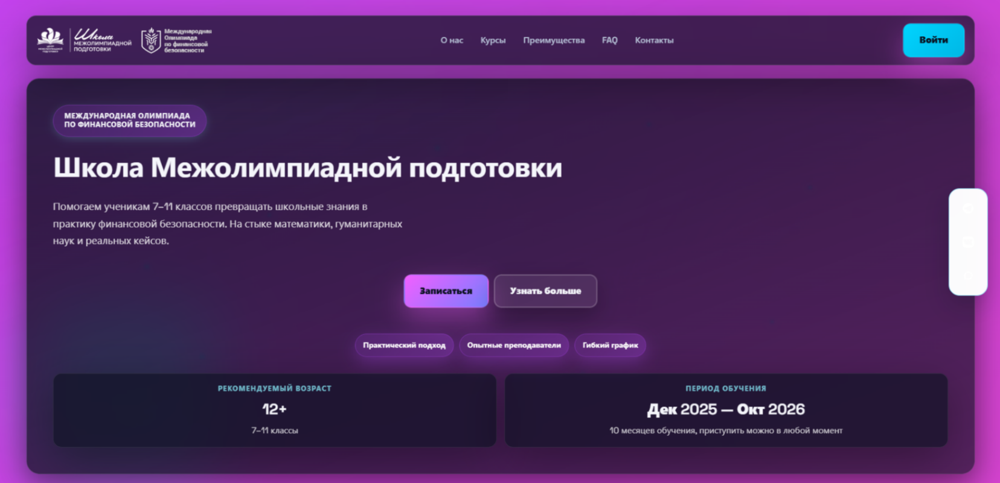 ЦЕНТР
МЕЖОЛИМПИАДНОЙ
ПОДГОТОВКИ
Школа
МЕЖОЛИМПИАДНОЙ
ПОДГОТОВКИ
Международная
Олимпиада
по финансовой
безопасности
О нас
Курсы
Преимущества
FAQ
Контакты
Войти
МЕЖДУНАРОДНАЯ ОЛИМПИАДА
ПО ФИНАНСОВОЙ БЕЗОПАСНОСТИ
Школа Межолимпиадной подготовки
Помогаем ученикам 7–11 классов превращать школьные знания в
практику финансовой безопасности. На стыке математики, гуманитарных
наук и реальных кейсов.
Записаться
Узнать больше
Практический подход
Опытные преподаватели
Гибкий график
РЕКОМЕНДУЕМЫЙ ВОЗРАСТ
12+
7–11 классы
ПЕРИОД ОБУЧЕНИЯ
Дек 2025 — Окт 2026
10 месяцев обучения, приступить можно в любой момент